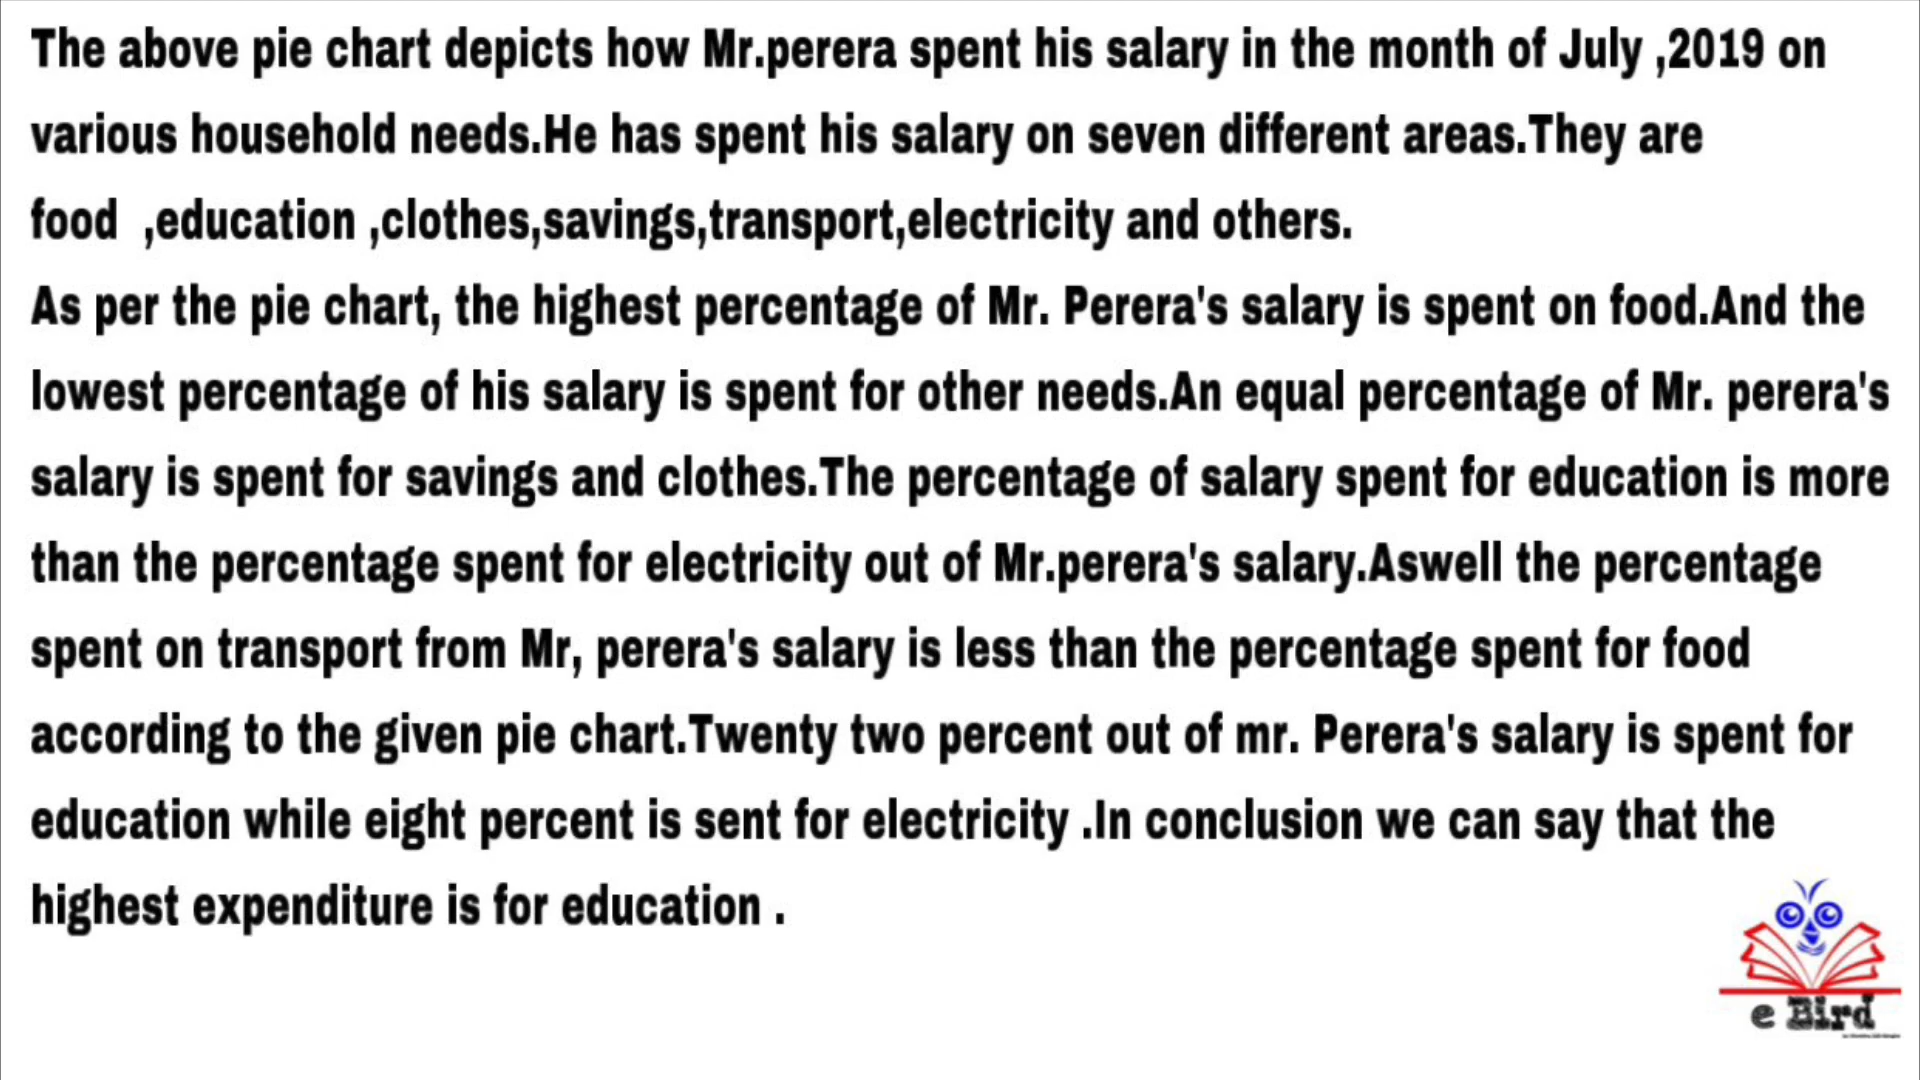 The above pie chart depicts how Mr.perera spent his salary in the month of July ,2019 on
various household needs.He has spent his salary on seven different areas.They are
food  ,education ,clothes,savings,transport,electricity and others.
As per the pie chart, the highest percentage of Mr. Perera's salary is spent on food.And the
lowest percentage of his salary is spent for other needs.An equal percentage of Mr. perera's
salary is spent for savings and clothes.The percentage of salary spent for education is more
than the percentage spent for electricity out of Mr.perera's salary.Aswell the percentage
spent on transport from Mr, perera's salary is less than the percentage spent for food
according to the given pie chart.Twenty two percent out of mr. Perera's salary is spent for
education while eight percent is sent for electricity .In conclusion we can say that the
highest expenditure is for education .
e Bird